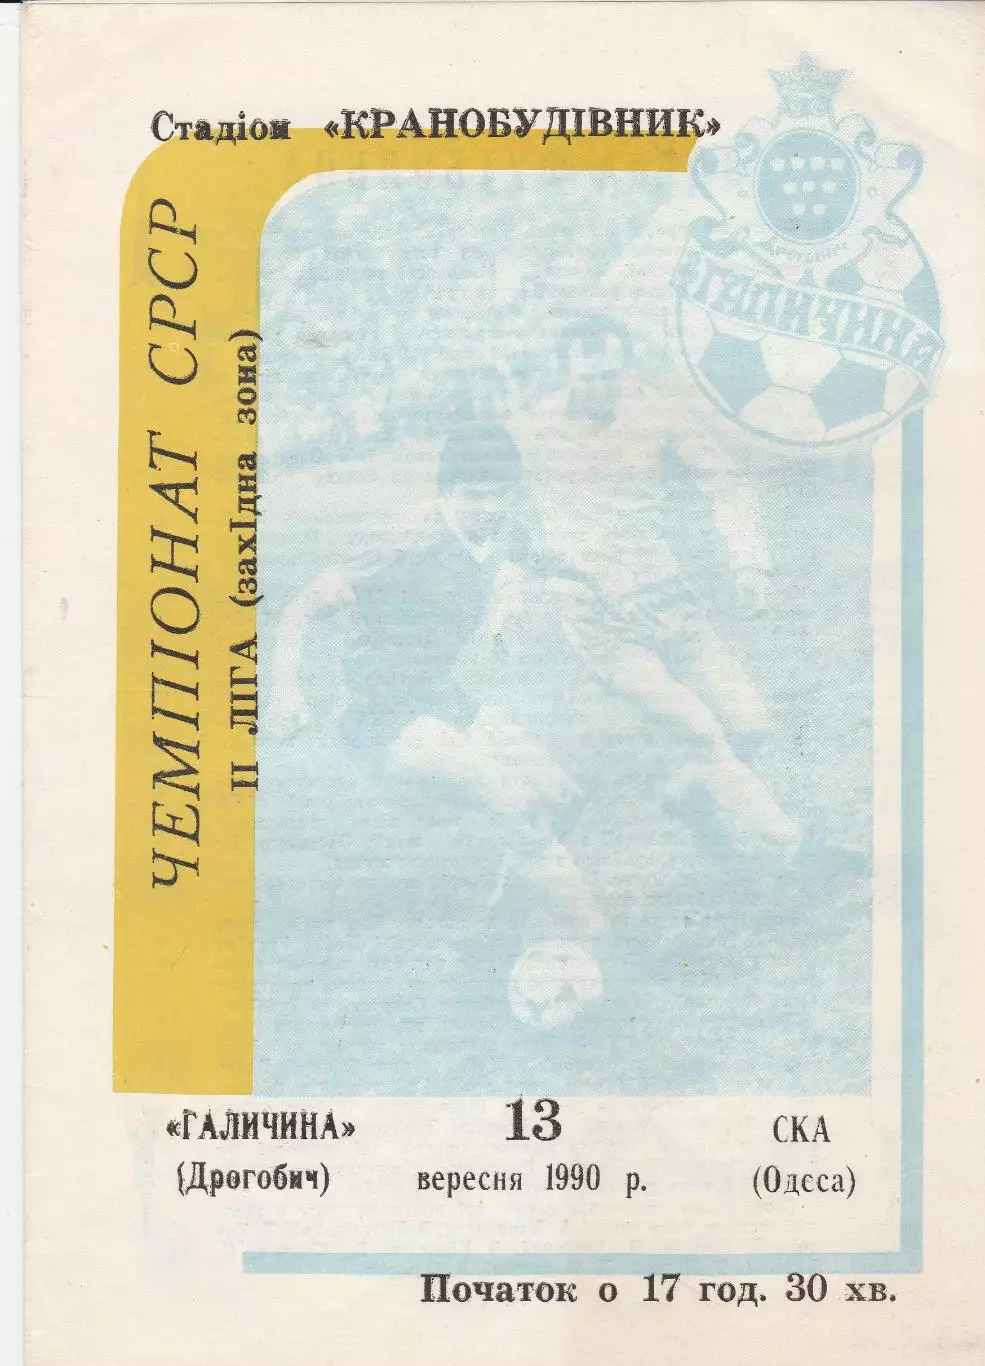 Стадіон «КРАНОБУДІВНИК»
ЧЕМПІОНАТ СРСР
II ЛІГА (західна зона)
Дрогобич
ГАЛИЧИНА
«ГАЛИЧИНА»
(Дрогобич)
13
вересня 1990 р.
СКА
(Одеса)
Початок о 17 год. 30 хв.